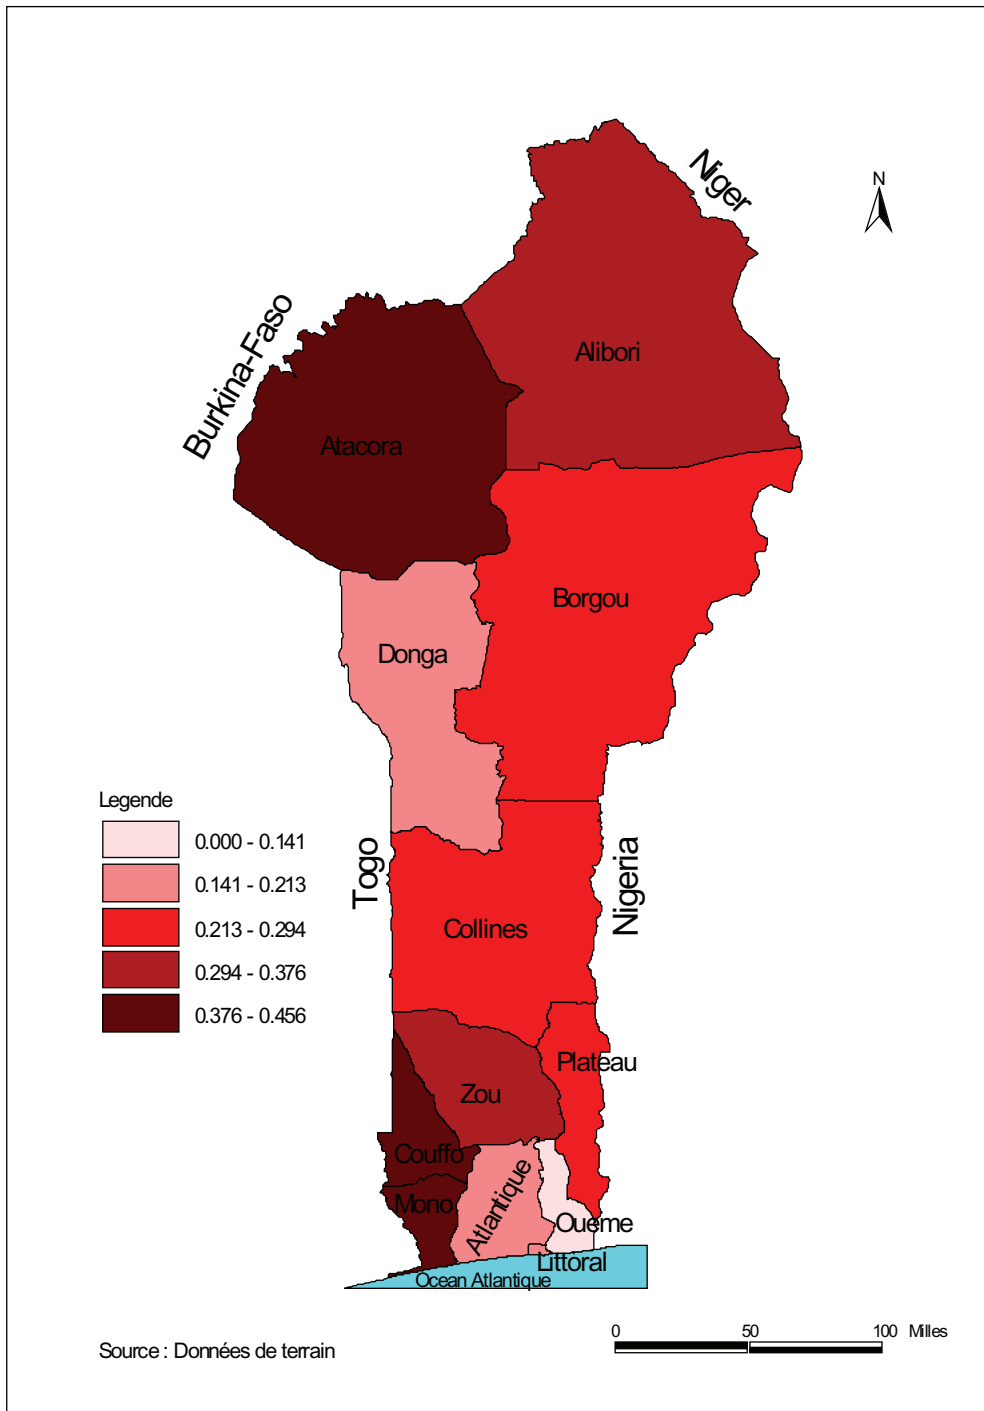 N
Niger
Burkina-Faso
Alibori
Atacora
Borgou
Donga
Legende
0.000 - 0.141
0.141 - 0.213
0.213 - 0.294
0.294 - 0.376
0.376 - 0.456
Togo
Nigeria
Collines
Plateau
Zou
Couffo
Mono
Atlantique
Oueme
Littoral
Ocean Atlantique
0 50 100 Milles
Source : Données de terrain